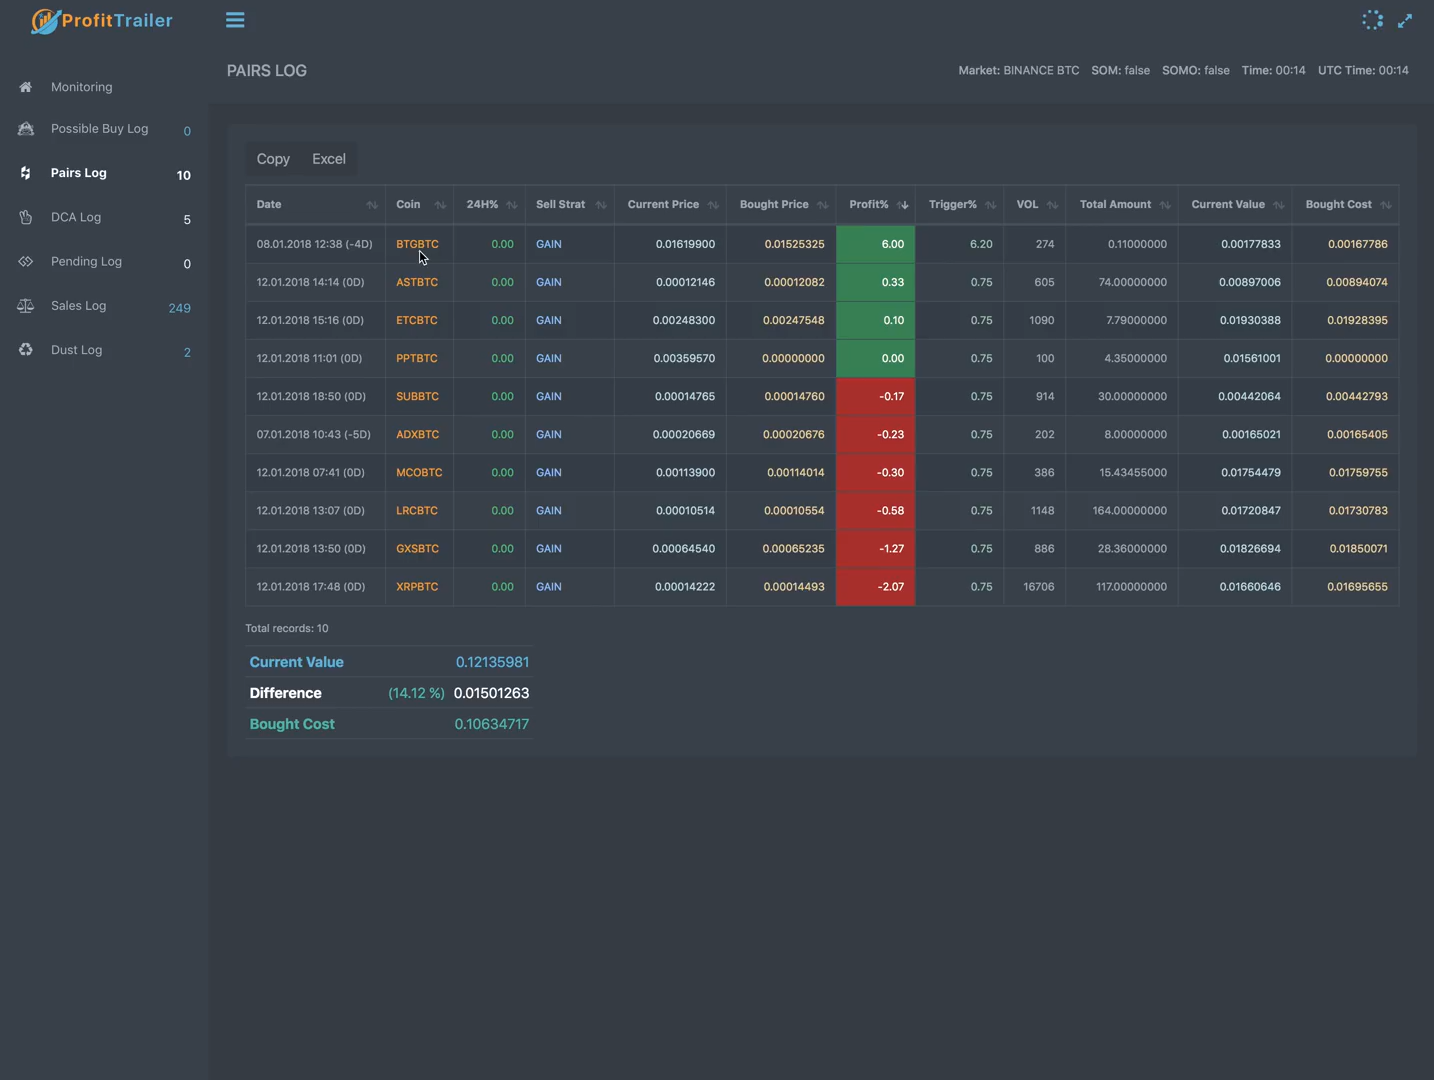 ProfitTrailer
PAIRS LOG
Market: BINANCE BTC SOM: false SOMO: false Time: 00:14 UTC Time: 00:14
Monitoring
Possible Buy Log 0
Pairs Log 10
DCA Log 5
Pending Log 0
Sales Log 249
Dust Log 2
Copy Excel
Date Coin 24H% Sell Strat Current Price Bought Price Profit% Trigger% VOL Total Amount Current Value Bought Cost
08.01.2018 12:38 (-4D) BTGBTC 0.00 GAIN 0.01619900 0.01525325 6.00 6.20 274 0.11000000 0.00177833 0.00167786
12.01.2018 14:14 (0D) ASTBTC 0.00 GAIN 0.00012146 0.00012082 0.33 0.75 605 74.00000000 0.00897006 0.00894074
12.01.2018 15:16 (0D) ETCBTC 0.00 GAIN 0.00248300 0.00247548 0.10 0.75 1090 7.79000000 0.01930388 0.01928395
12.01.2018 11:01 (0D) PPTBTC 0.00 GAIN 0.00359570 0.00000000 0.00 0.75 100 4.35000000 0.01561001 0.00000000
12.01.2018 18:50 (0D) SUBBTC 0.00 GAIN 0.00014765 0.00014760 -0.17 0.75 914 30.00000000 0.00442064 0.00442793
07.01.2018 10:43 (-5D) ADXBTC 0.00 GAIN 0.00020669 0.00020676 -0.23 0.75 202 8.00000000 0.00165021 0.00165405
12.01.2018 07:41 (0D) MCOBTC 0.00 GAIN 0.00113900 0.00114014 -0.30 0.75 386 15.43455000 0.01754479 0.01759755
12.01.2018 13:07 (0D) LRCBTC 0.00 GAIN 0.00010514 0.00010554 -0.58 0.75 1148 164.00000000 0.01720847 0.01730783
12.01.2018 13:50 (0D) GXSBTC 0.00 GAIN 0.00064540 0.00065235 -1.27 0.75 886 28.36000000 0.01826694 0.01850071
12.01.2018 17:48 (0D) XRPBTC 0.00 GAIN 0.00014222 0.00014493 -2.07 0.75 16706 117.00000000 0.01660646 0.01695655
Total records: 10
Current Value 0.12135981
Difference (14.12 %) 0.01501263
Bought Cost 0.10634717